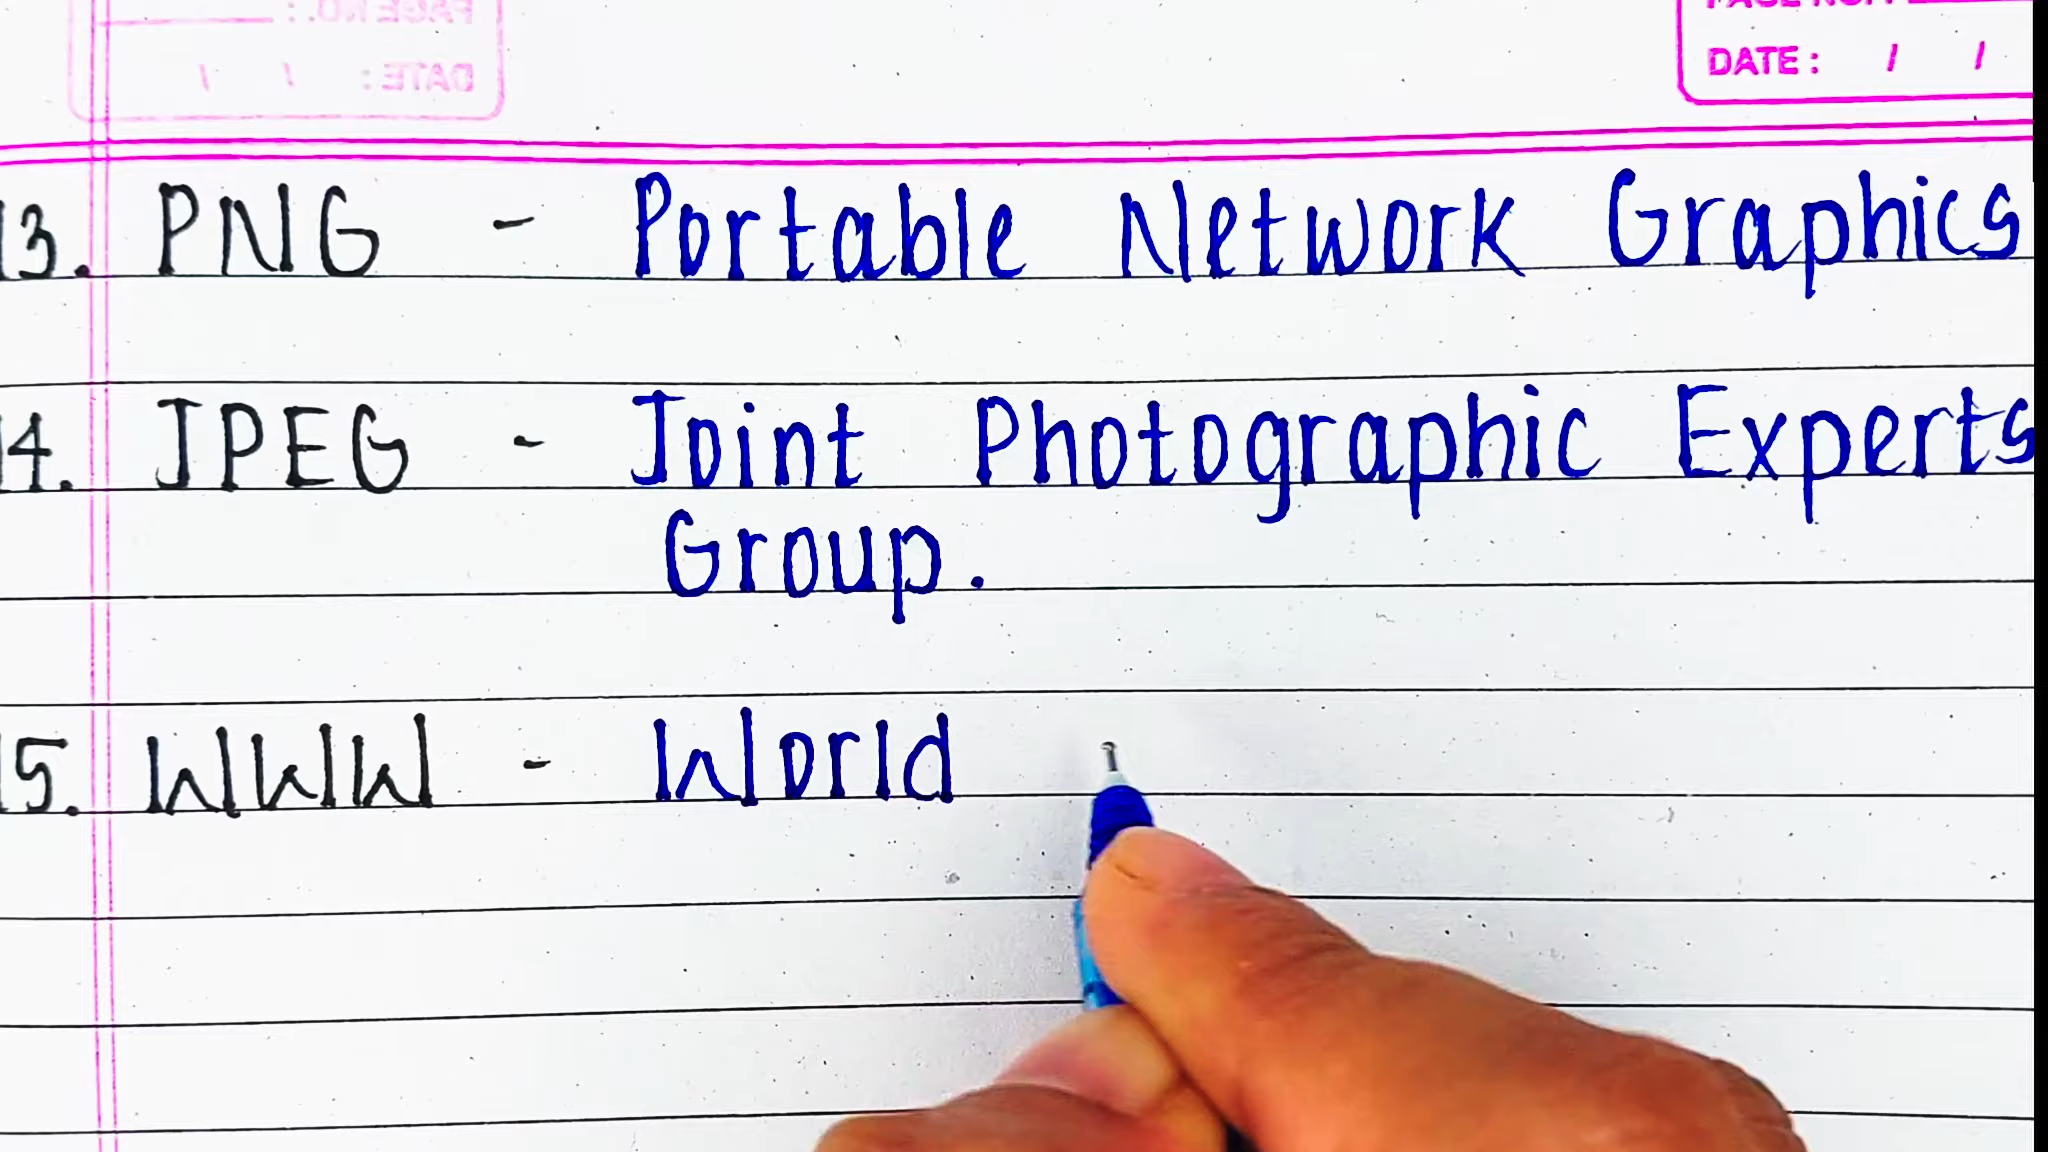 DATE : / /
13. PNG - Portable Network Graphics
14. JPEG - Joint Photographic Experts
Group.
15. WWW - World